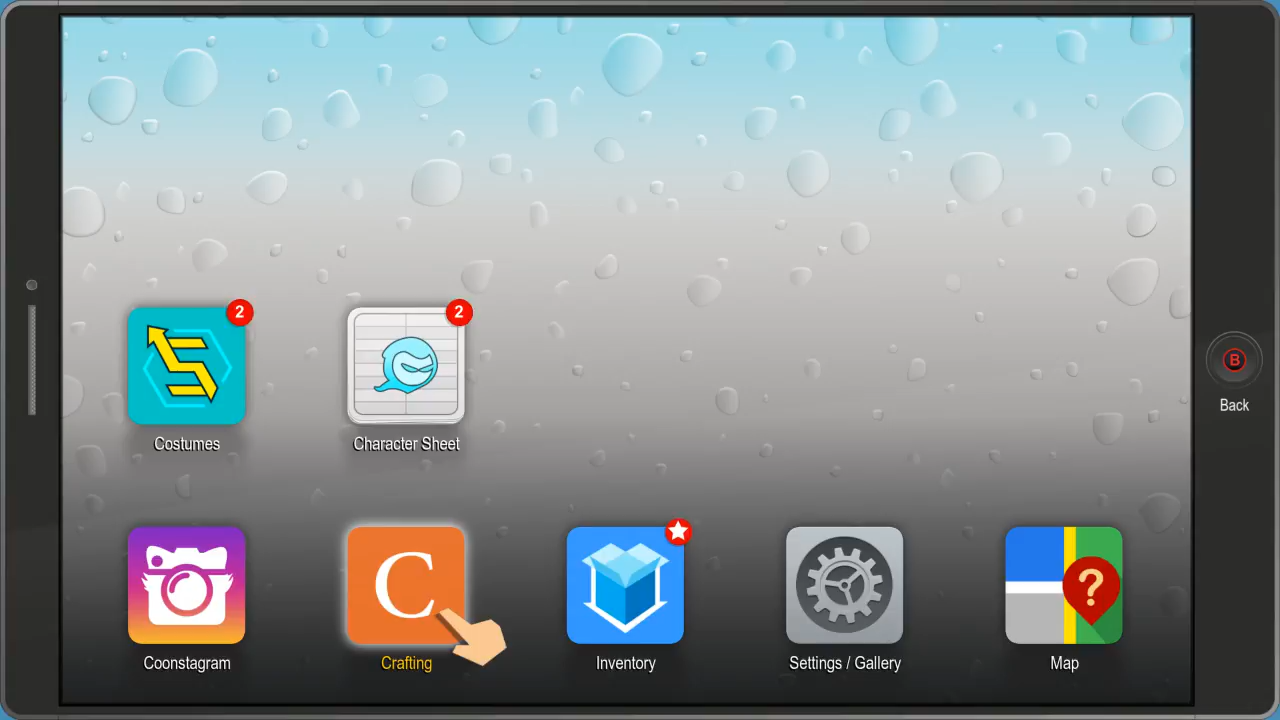 2
2
Costumes
Character Sheet
B
Back
C
?
Coonstagram
Crafting
Inventory
Settings / Gallery
Map